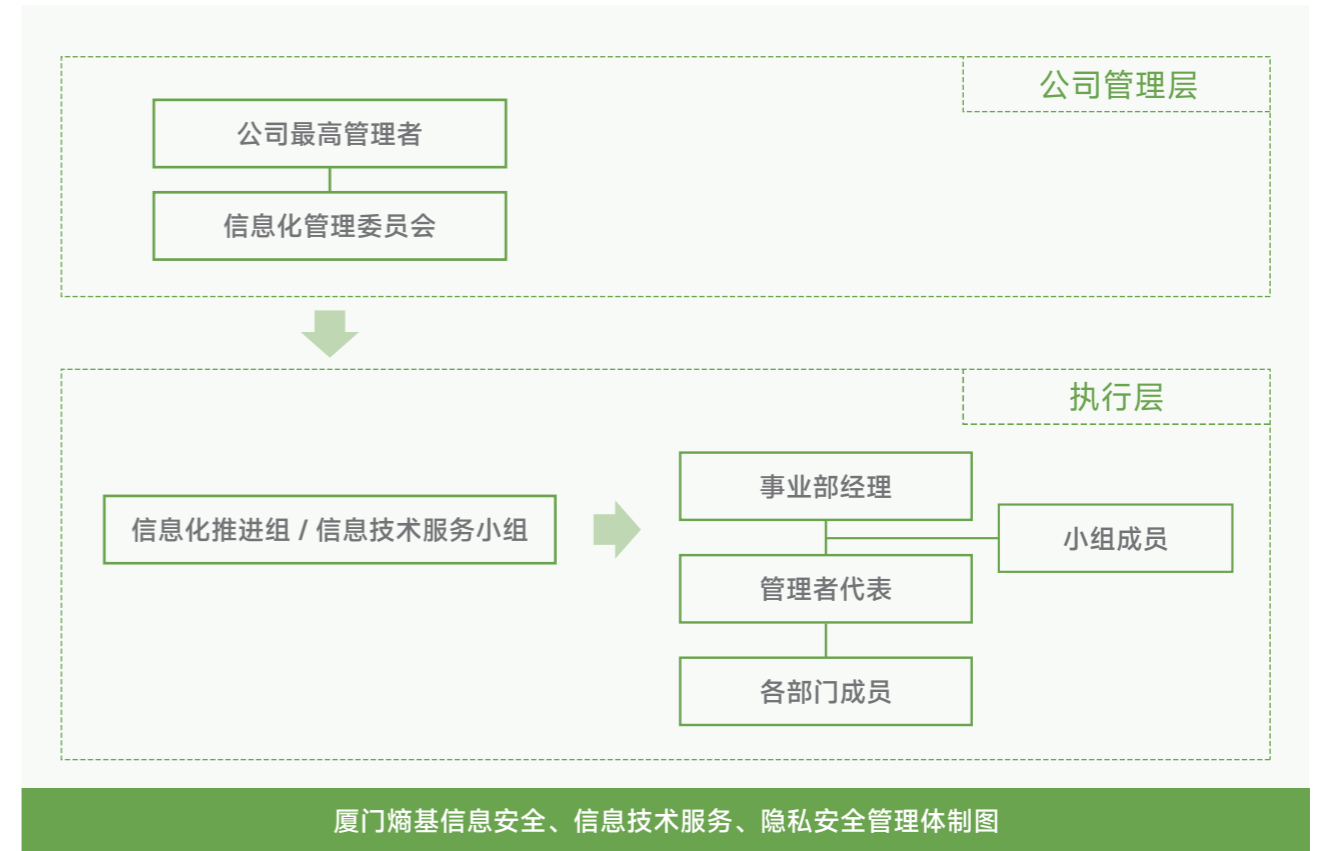 公司管理层
公司最高管理者
信息化管理委员会
执行层
信息化推进组 / 信息技术服务小组
事业部经理
小组成员
管理者代表
各部门成员
厦门熵基信息安全、信息技术服务、隐私安全管理体制图